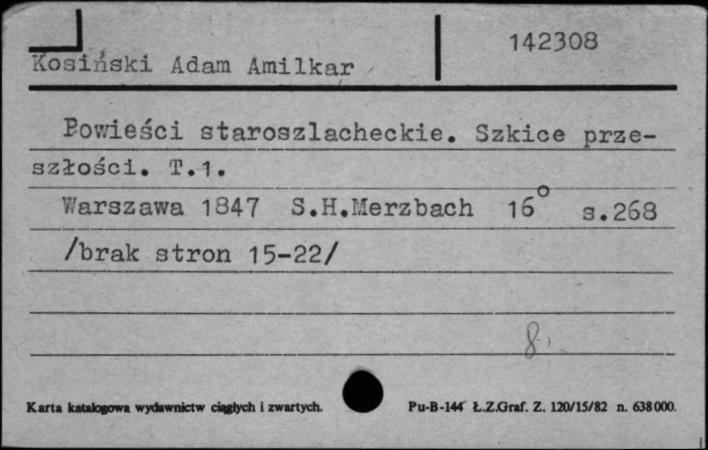 142308
Kosiński Adam Amilkar
Powieści staroszlacheckie. Szkice prze-
szłości. T.1.
Warszawa 1847 S.H.Merzbach 16° s.268
/brak stron 15-22/
8
Karta katalogowa wydawnictw ciągłych i zwartych. Pu-B-144 Ł.Z.Graf. Z. 120/15/82 n. 638000.